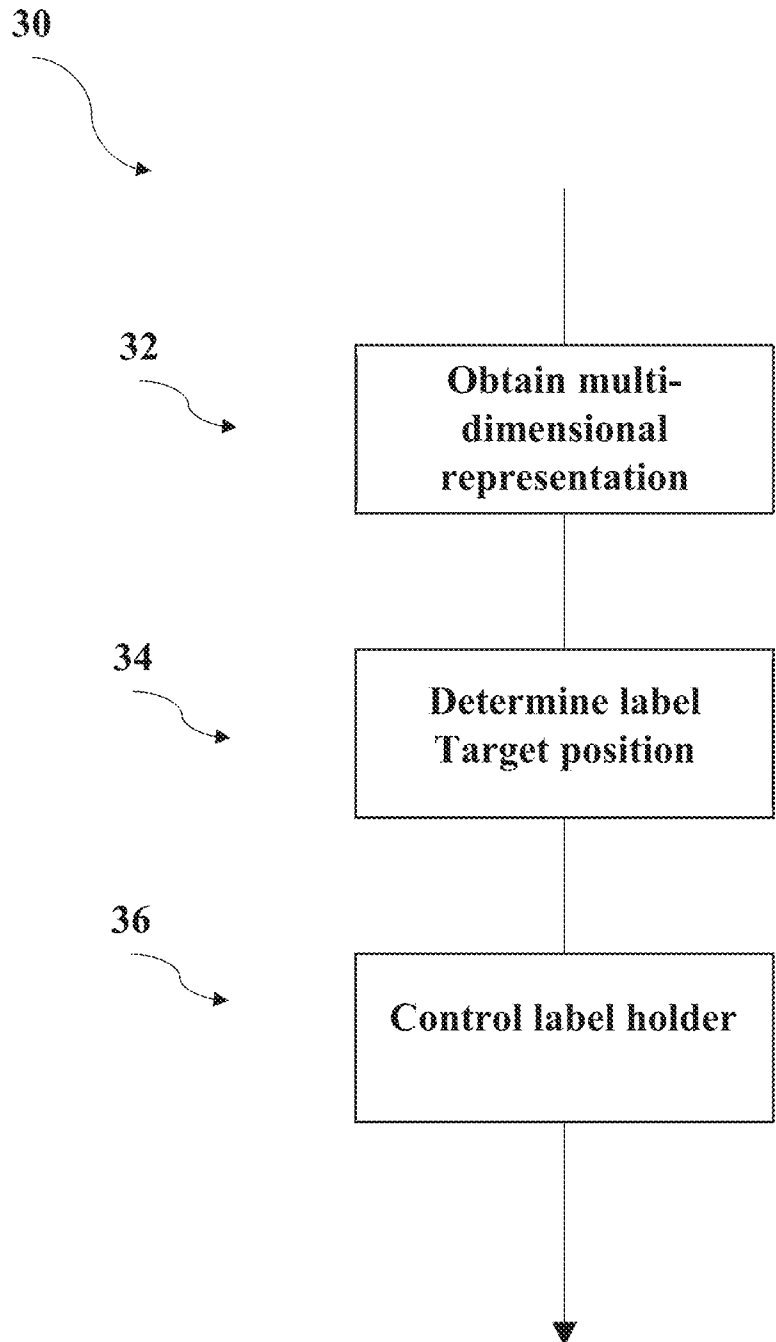 30
32
Obtain multi-
dimensional
representation
34
Determine label
Target position
36
Control label holder